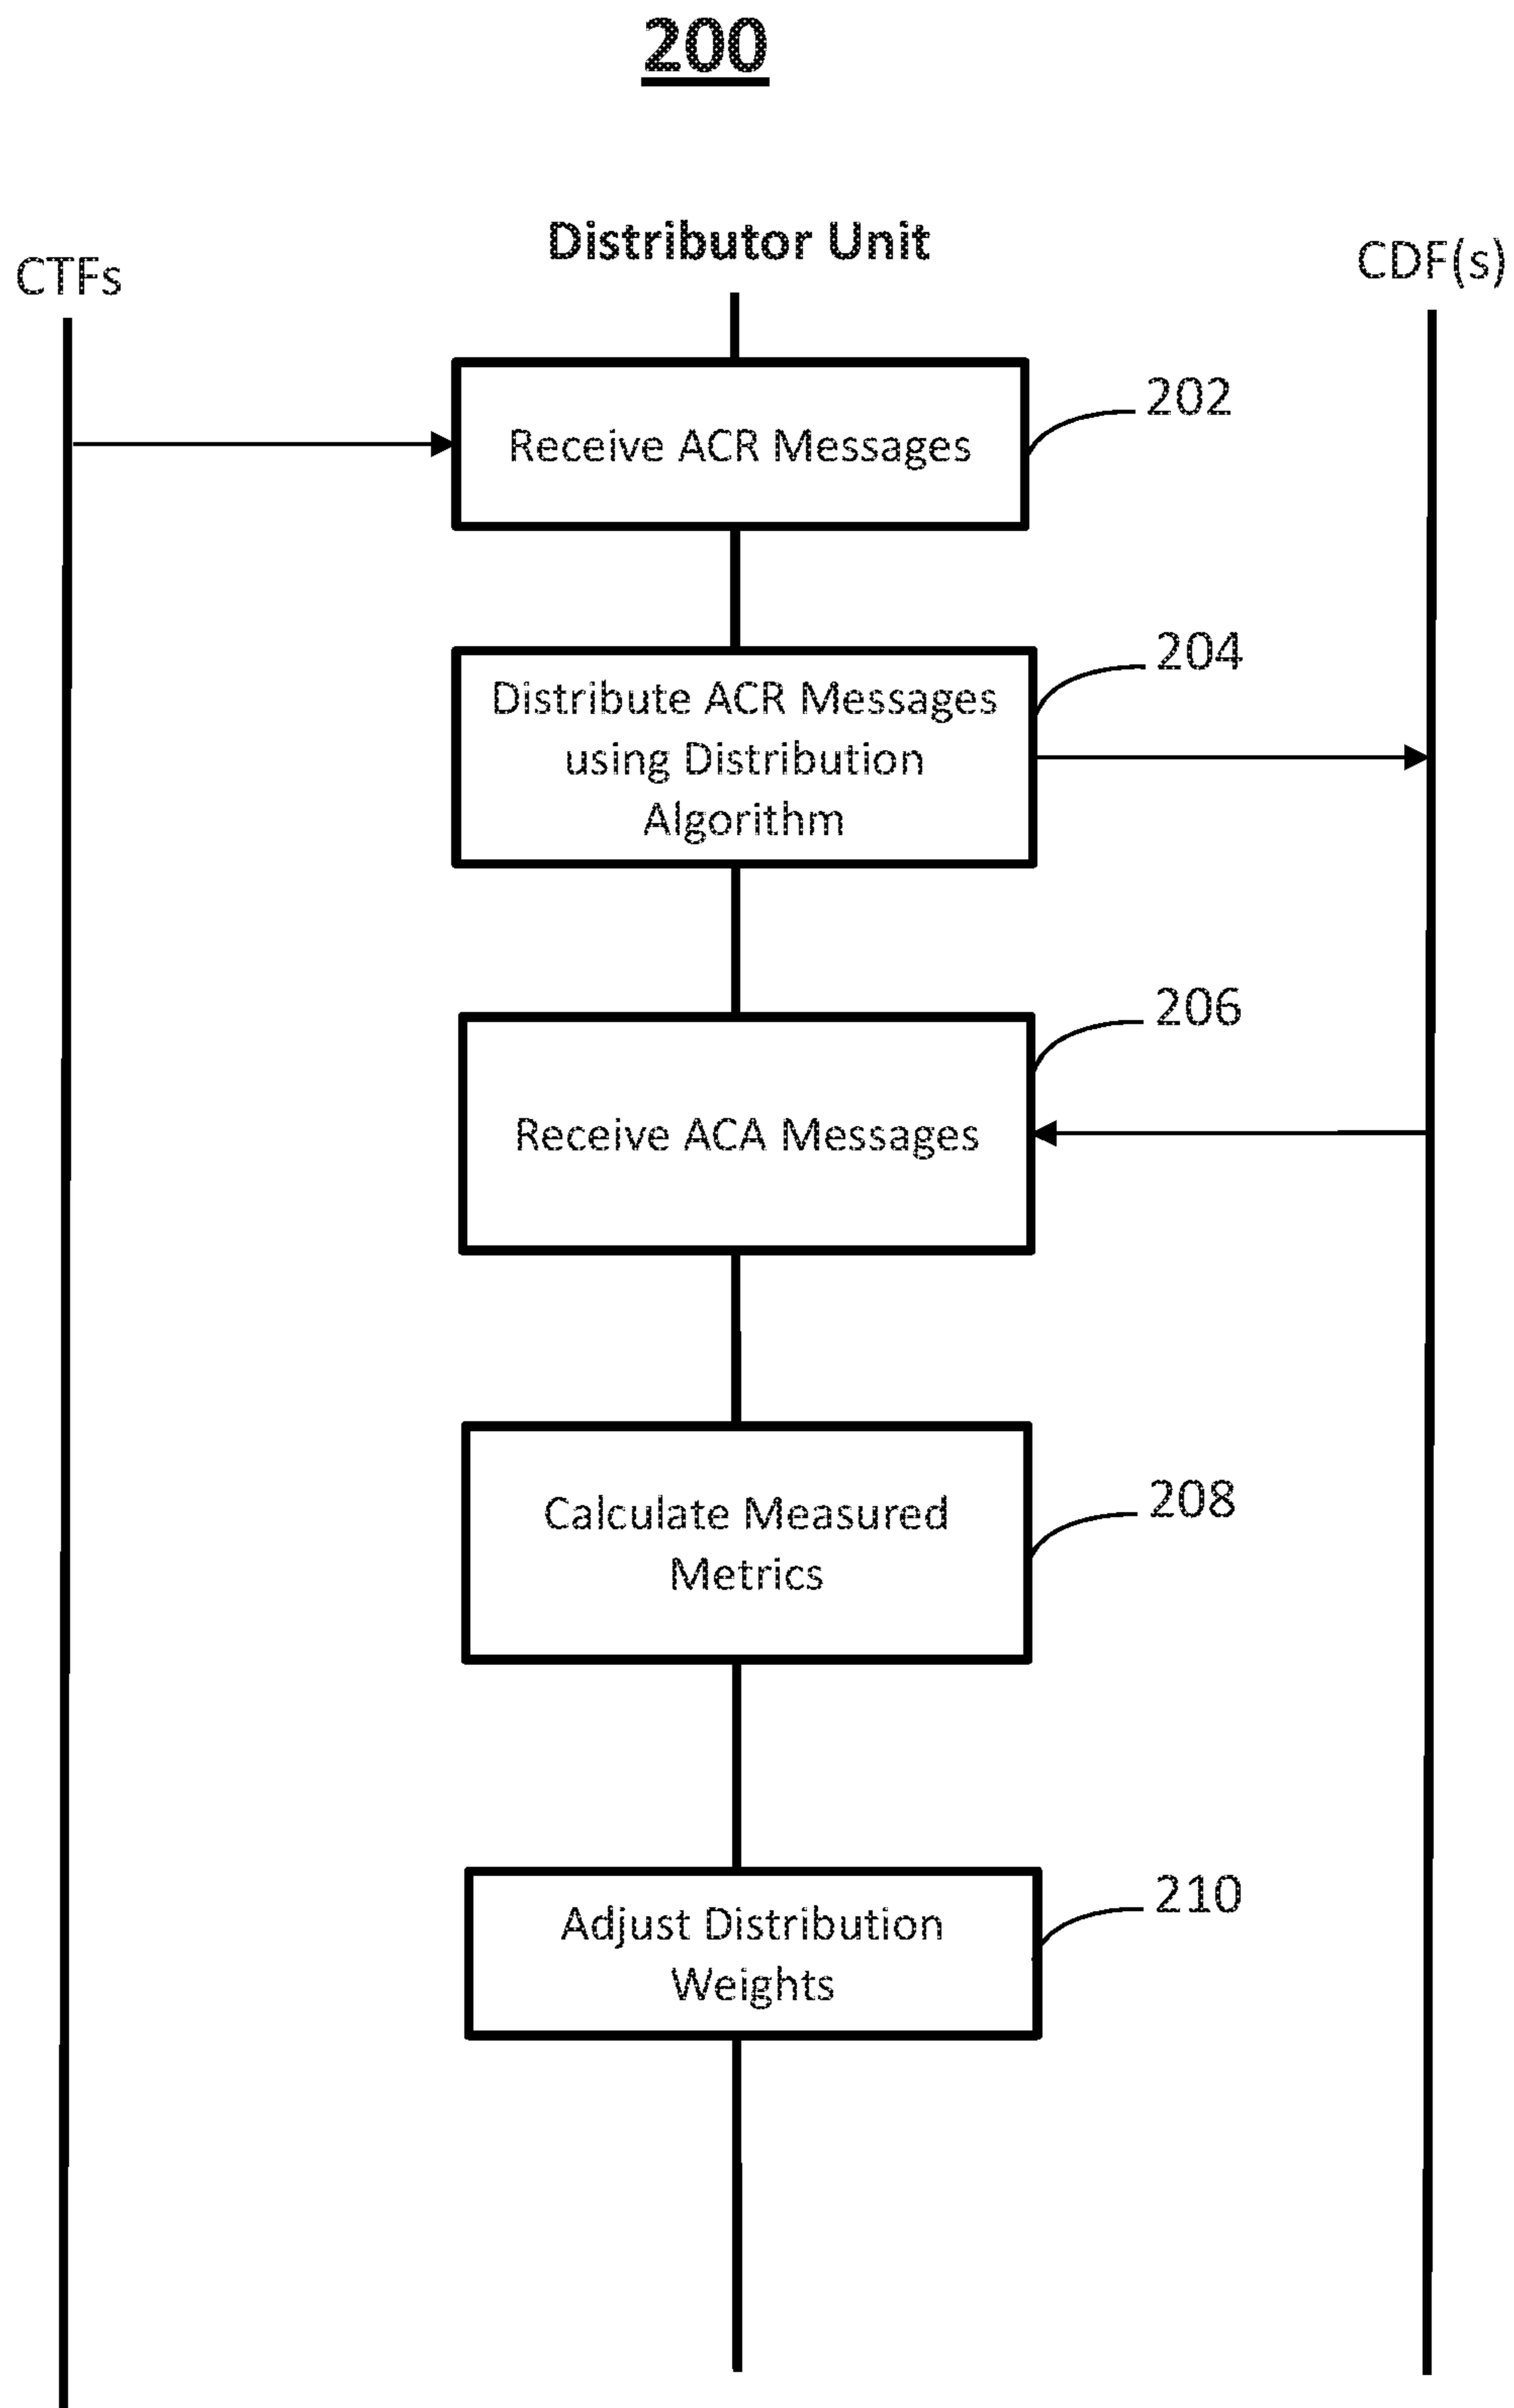 200
Distributor Unit
CTFs
CDF(s)
Receive ACR Messages
202
Distribute ACR Messages
using Distribution
Algorithm
204
Receive ACA Messages
206
Calculate Measured
Metrics
208
Adjust Distribution
Weights
210